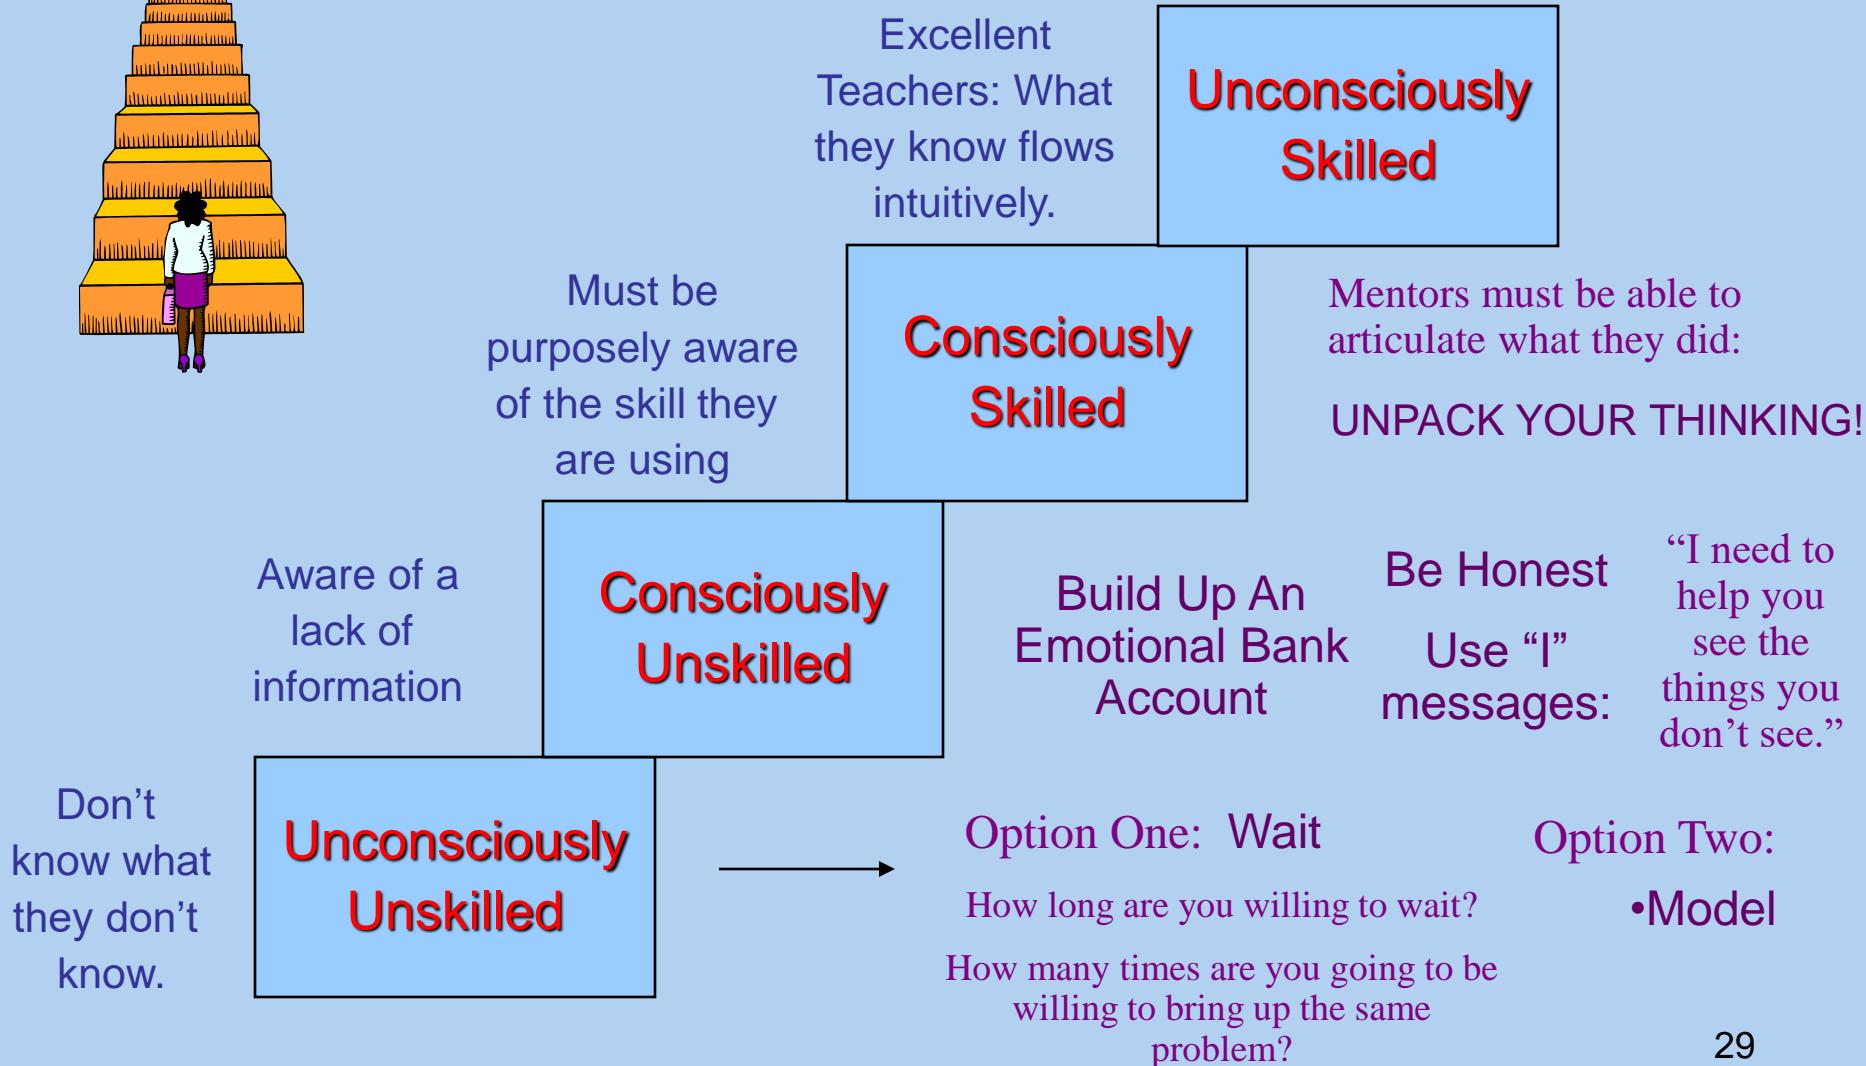 Excellent
Teachers: What
they know flows
intuitively.
Unconsciously
Skilled
Must be
purposely aware
of the skill they
are using
Consciously
Skilled
Mentors must be able to
articulate what they did:
UNPACK YOUR THINKING!
Aware of a
lack of
information
Consciously
Unskilled
Build Up An
Emotional Bank
Account
Be Honest
Use “I”
messages:
“I need to
help you
see the
things you
don’t see.”
Don’t
know what
they don’t
know.
Unconsciously
Unskilled
Option One: Wait
How long are you willing to wait?
How many times are you going to be
willing to bring up the same
problem?
Option Two:
•Model
29